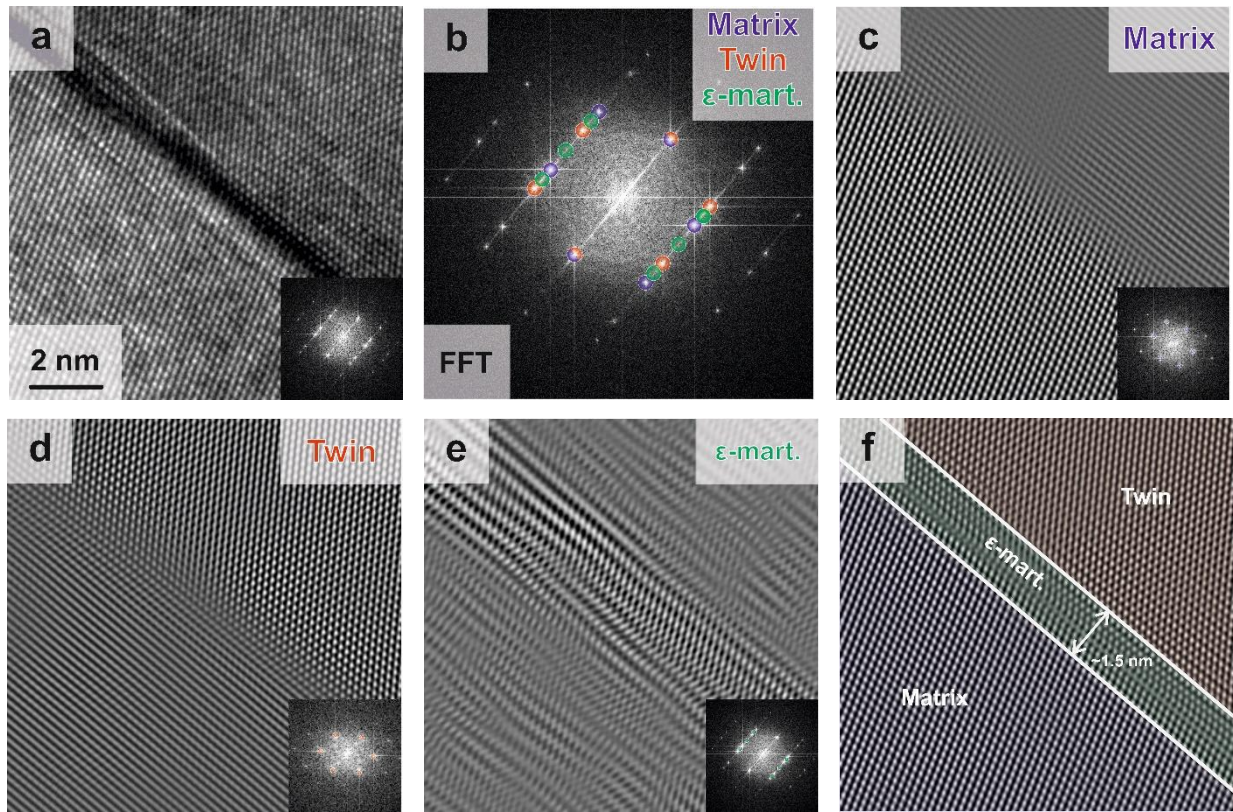 a
2 nm
b
Matrix
Twin
ε-mart.
FFT
c
Matrix
d
Twin
e
ε-mart.
f
Twin
ε-mart.
~1.5 nm
Matrix